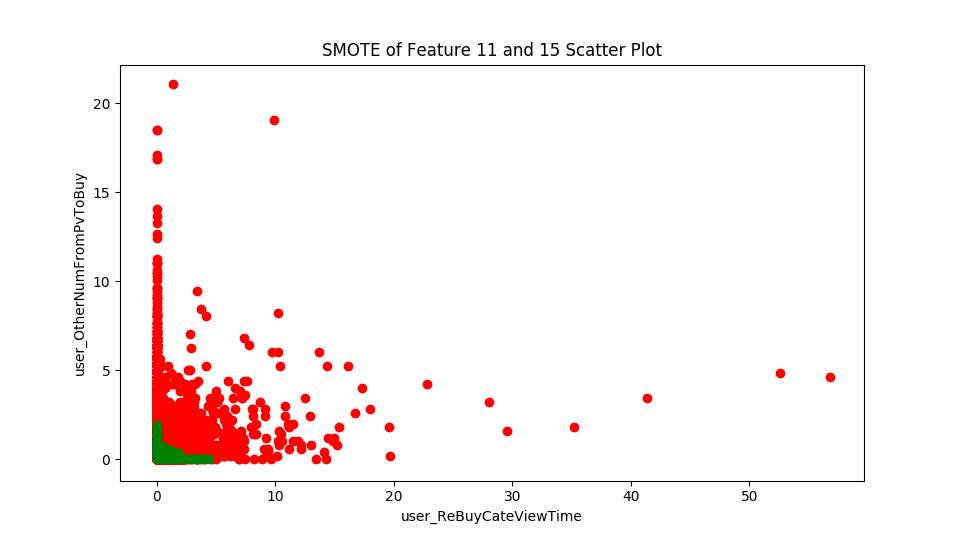 SMOTE of Feature 11 and 15 Scatter Plot
20
15
10
5
0
user_OtherNumFromPvToBuy
0 10 20 30 40 50
user_ReBuyCateViewTime